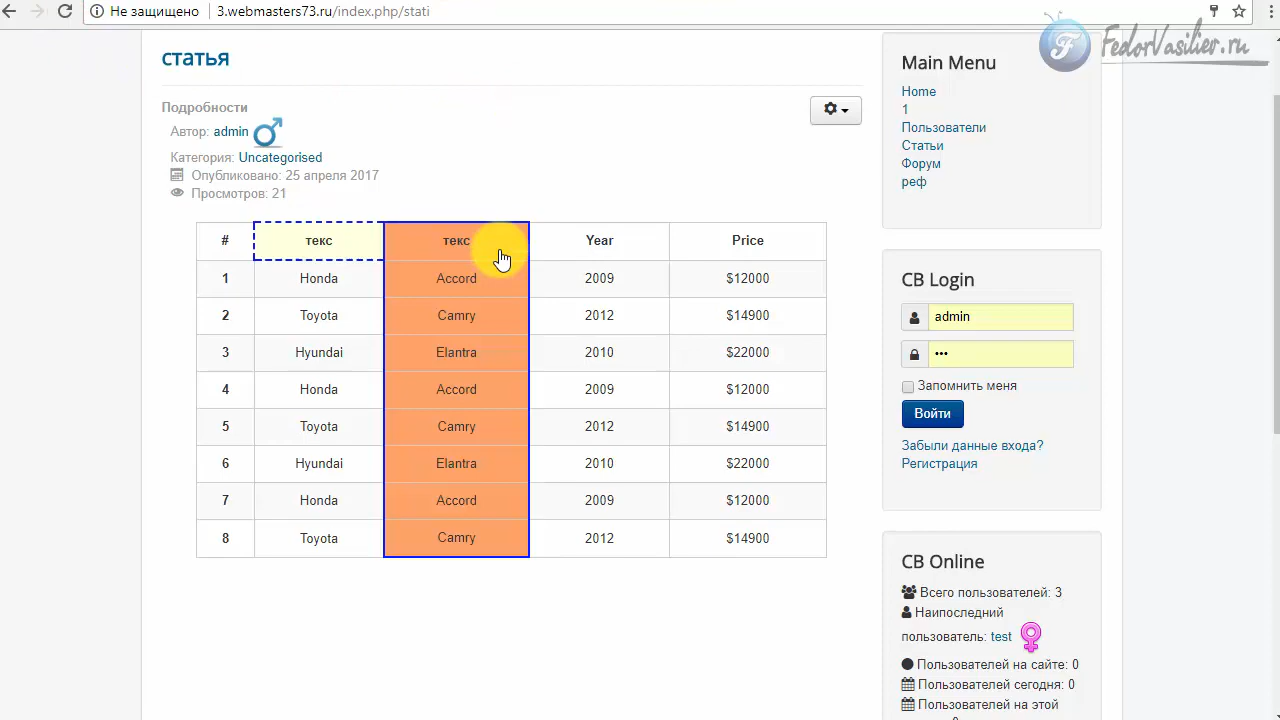 Не защищено
3.webmasters73.ru/index.php/stati
FedorVasilier.ru
статья
Подробности
Автор: admin
Категория: Uncategorised
Опубликовано: 25 апреля 2017
Просмотров: 21
# текс текс Year Price
1 Honda Accord 2009 $12000
2 Toyota Camry 2012 $14900
3 Hyundai Elantra 2010 $22000
4 Honda Accord 2009 $12000
5 Toyota Camry 2012 $14900
6 Hyundai Elantra 2010 $22000
7 Honda Accord 2009 $12000
8 Toyota Camry 2012 $14900
Main Menu
Home
1
Пользователи
Статьи
Форум
реф
CB Login
admin
•••
Запомнить меня
Войти
Забыли данные входа?
Регистрация
CB Online
Всего пользователей: 3
Наипоследний
пользователь: test
Пользователей на сайте: 0
Пользователей сегодня: 0
Пользователей на этой